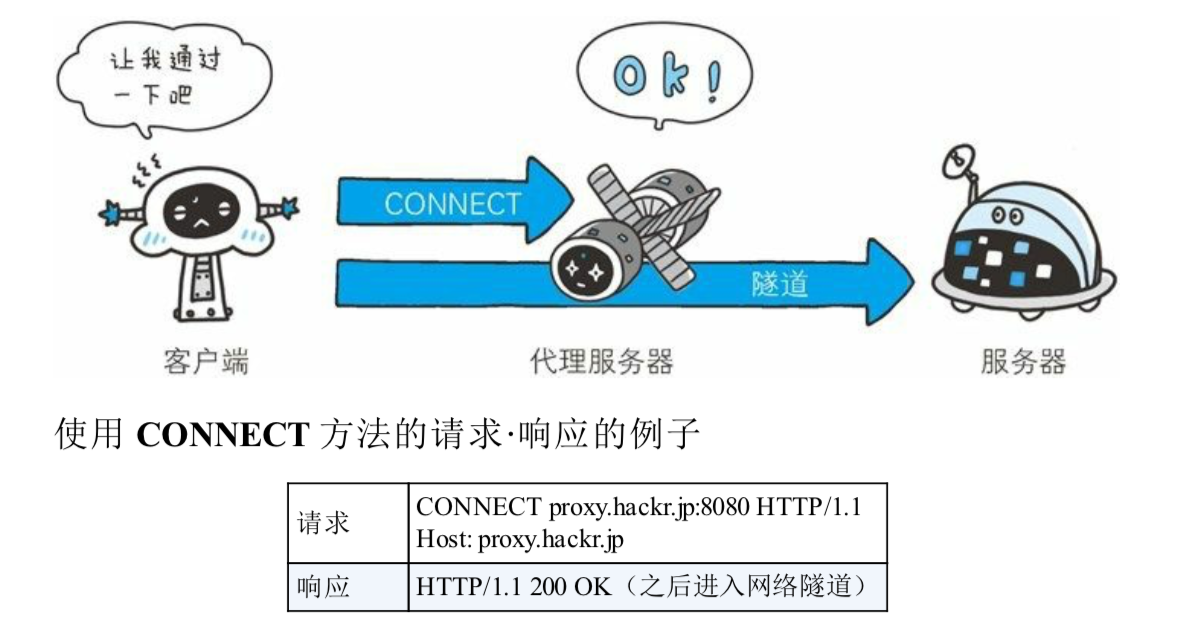 让我通过
一下吧
Ok!
CONNECT
隧道
客户端
代理服务器
服务器
使用 CONNECT 方法的请求·响应的例子
请求
CONNECT proxy.hackr.jp:8080 HTTP/1.1
Host: proxy.hackr.jp
响应
HTTP/1.1 200 OK（之后进入网络隧道）